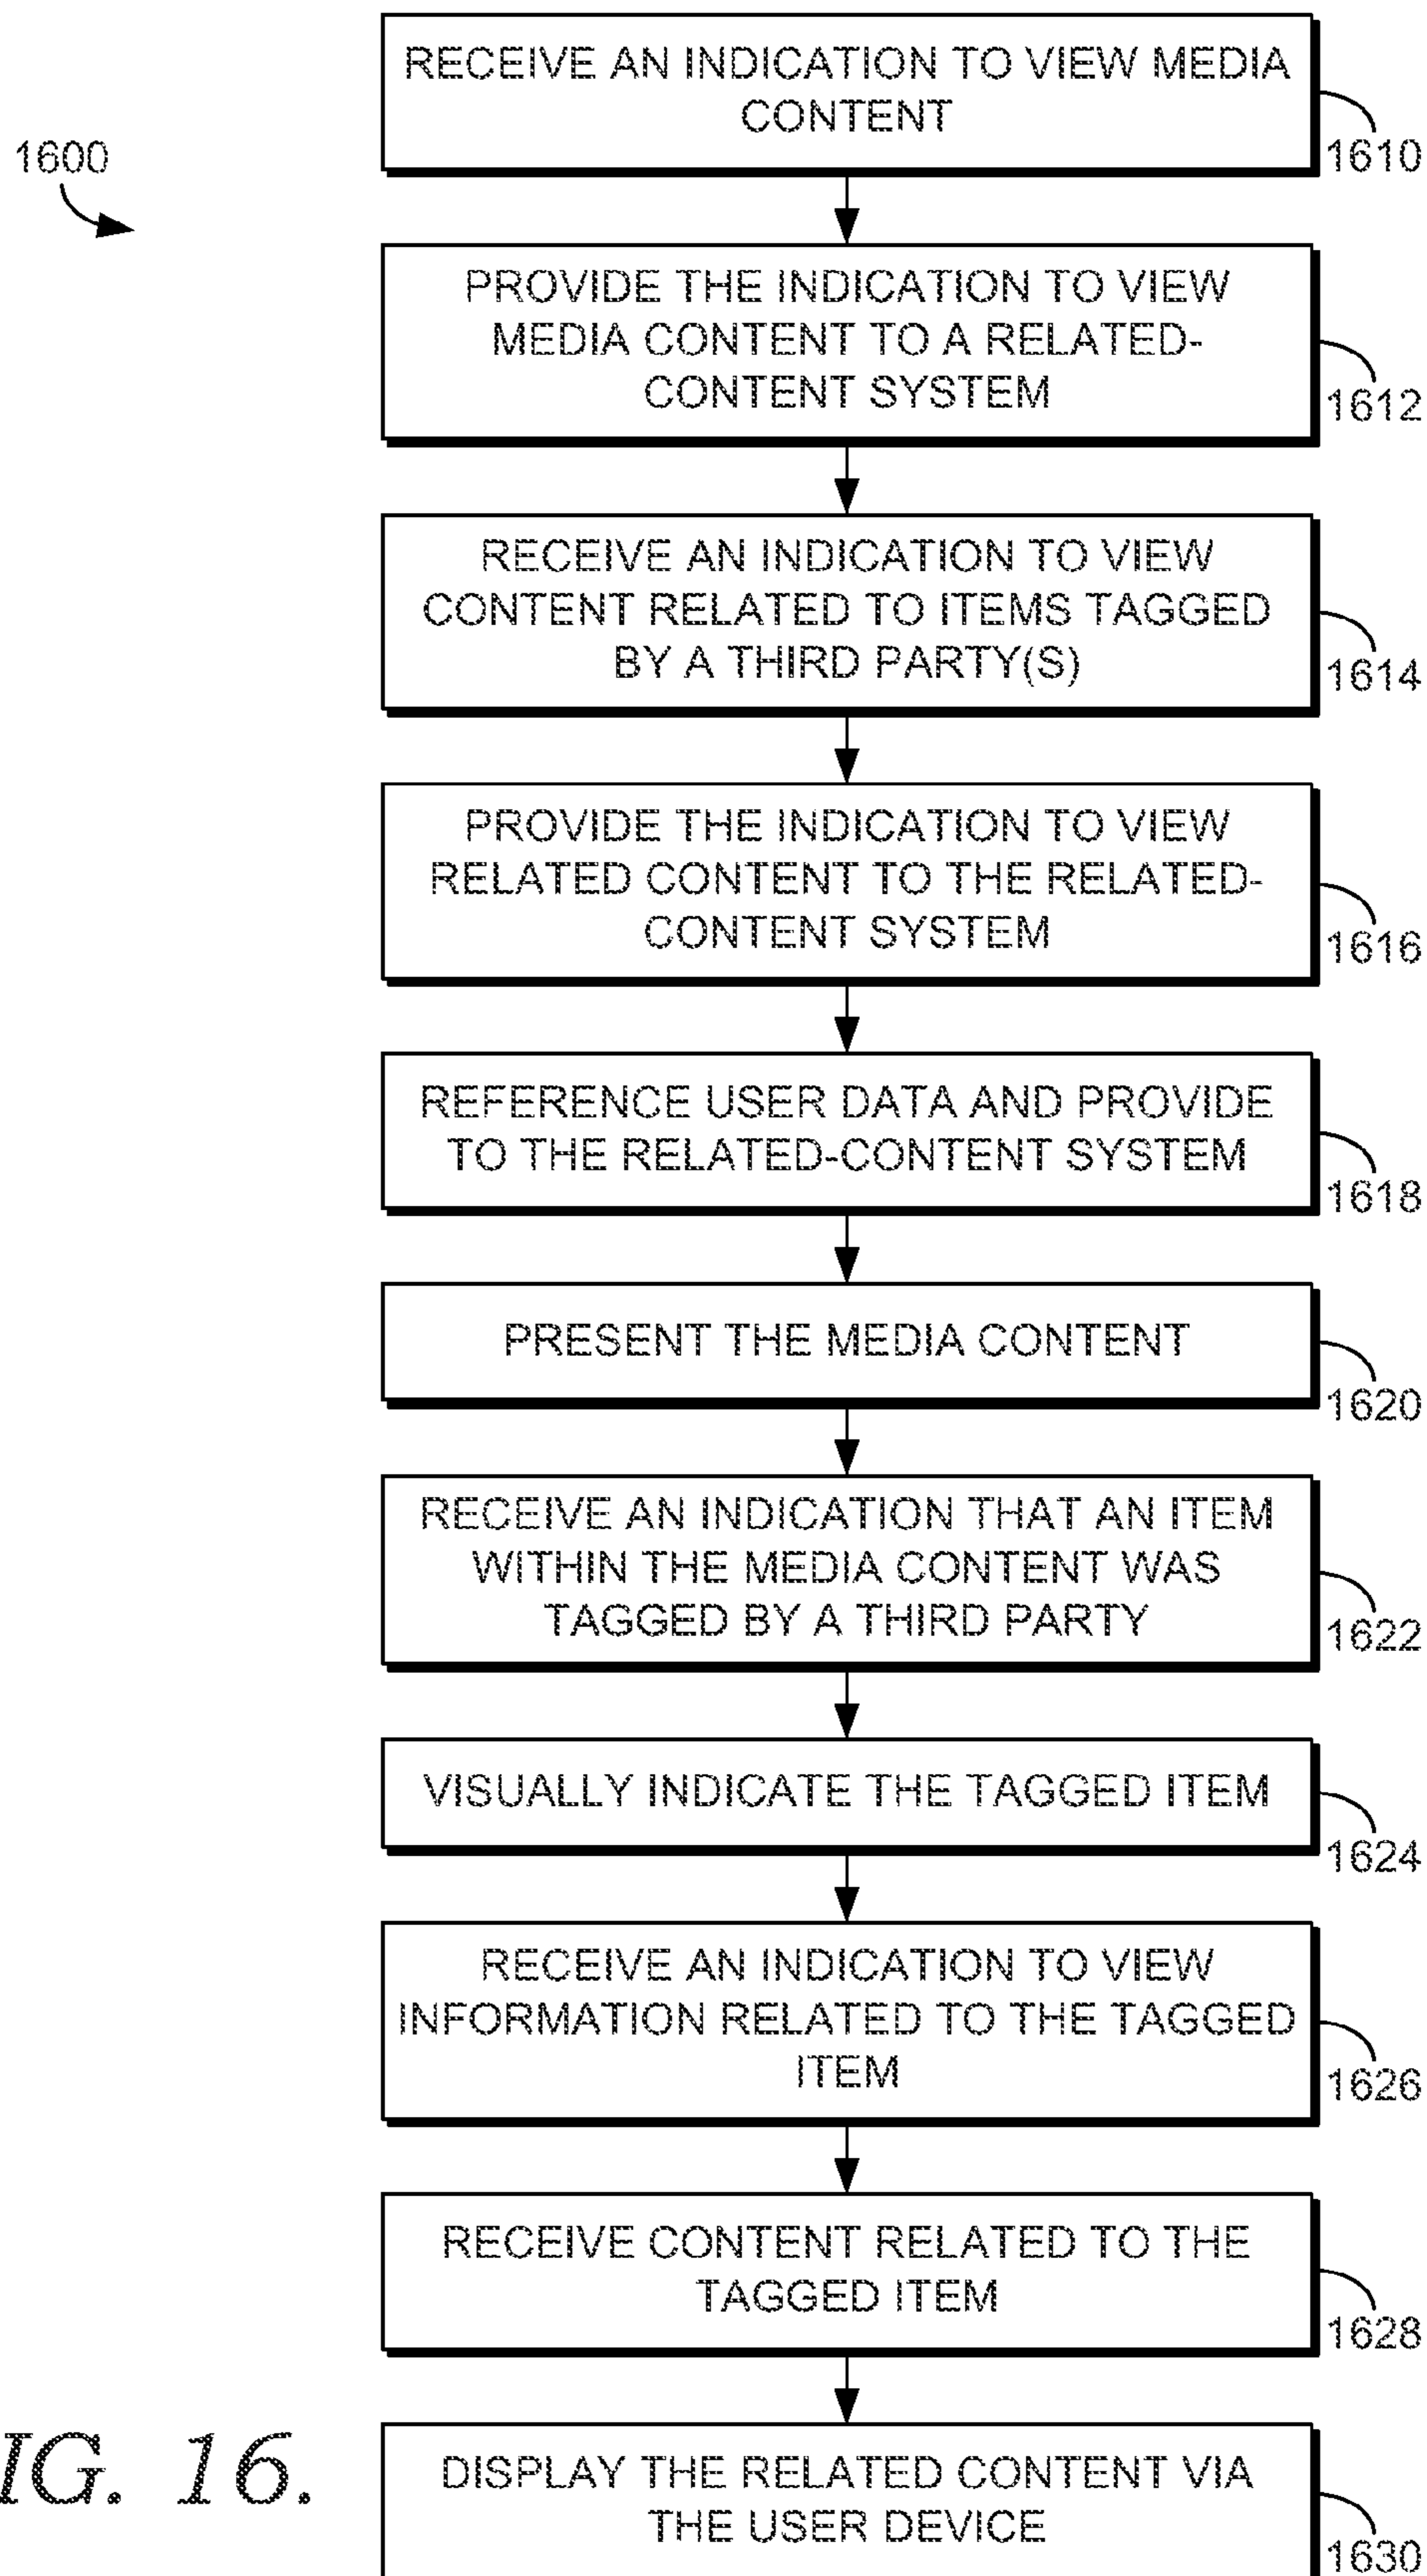 1600
RECEIVE AN INDICATION TO VIEW MEDIA
CONTENT
1610
PROVIDE THE INDICATION TO VIEW
MEDIA CONTENT TO A RELATED-
CONTENT SYSTEM
1612
RECEIVE AN INDICATION TO VIEW
CONTENT RELATED TO ITEMS TAGGED
BY A THIRD PARTY(S)
1614
PROVIDE THE INDICATION TO VIEW
RELATED CONTENT TO THE RELATED-
CONTENT SYSTEM
1616
REFERENCE USER DATA AND PROVIDE
TO THE RELATED-CONTENT SYSTEM
1618
PRESENT THE MEDIA CONTENT
1620
RECEIVE AN INDICATION THAT AN ITEM
WITHIN THE MEDIA CONTENT WAS
TAGGED BY A THIRD PARTY
1622
VISUALLY INDICATE THE TAGGED ITEM
1624
RECEIVE AN INDICATION TO VIEW
INFORMATION RELATED TO THE TAGGED
ITEM
1626
RECEIVE CONTENT RELATED TO THE
TAGGED ITEM
1628
DISPLAY THE RELATED CONTENT VIA
THE USER DEVICE
1630
IG. 16.